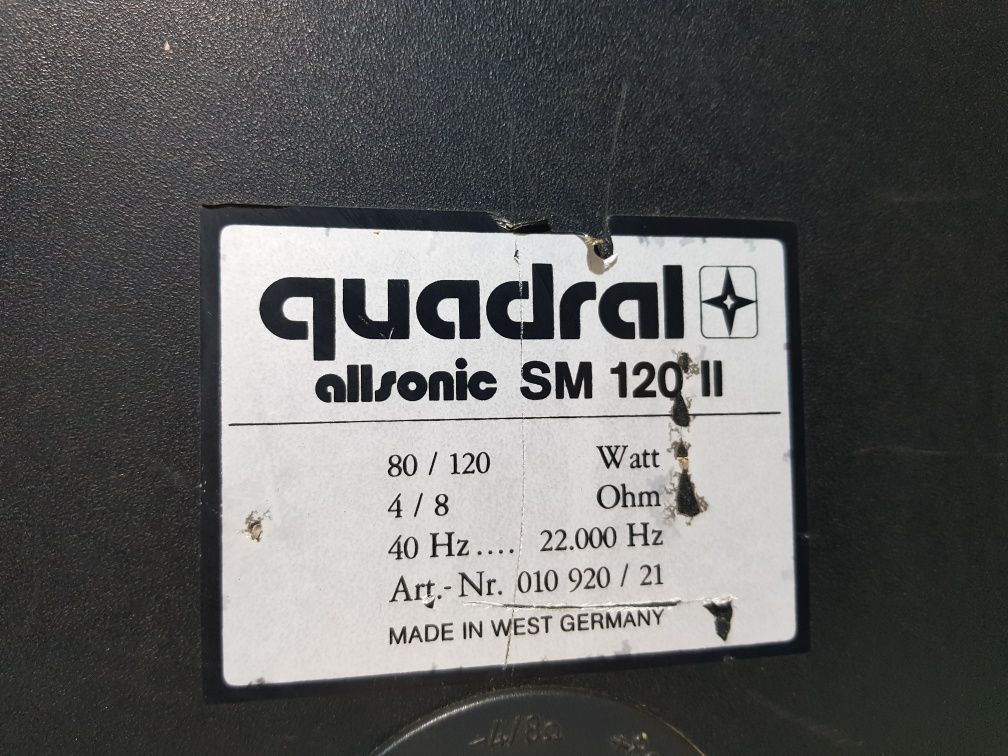 quadral
allsonic SM 120 II
80 / 120 Watt
4 / 8 Ohm
40 Hz.... 22.000 Hz
Art.-Nr. 010 920 / 21
MADE IN WEST GERMANY